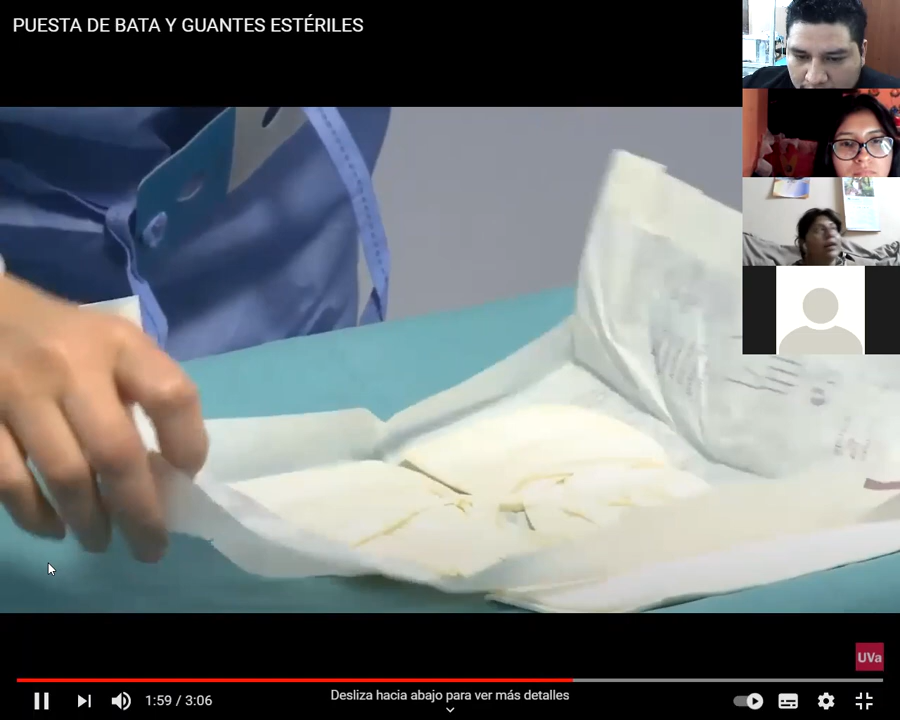 PUESTA DE BATA Y GUANTES ESTÉRILES
UVa
1:59 / 3:06
Desliza hacia abajo para ver más detalles